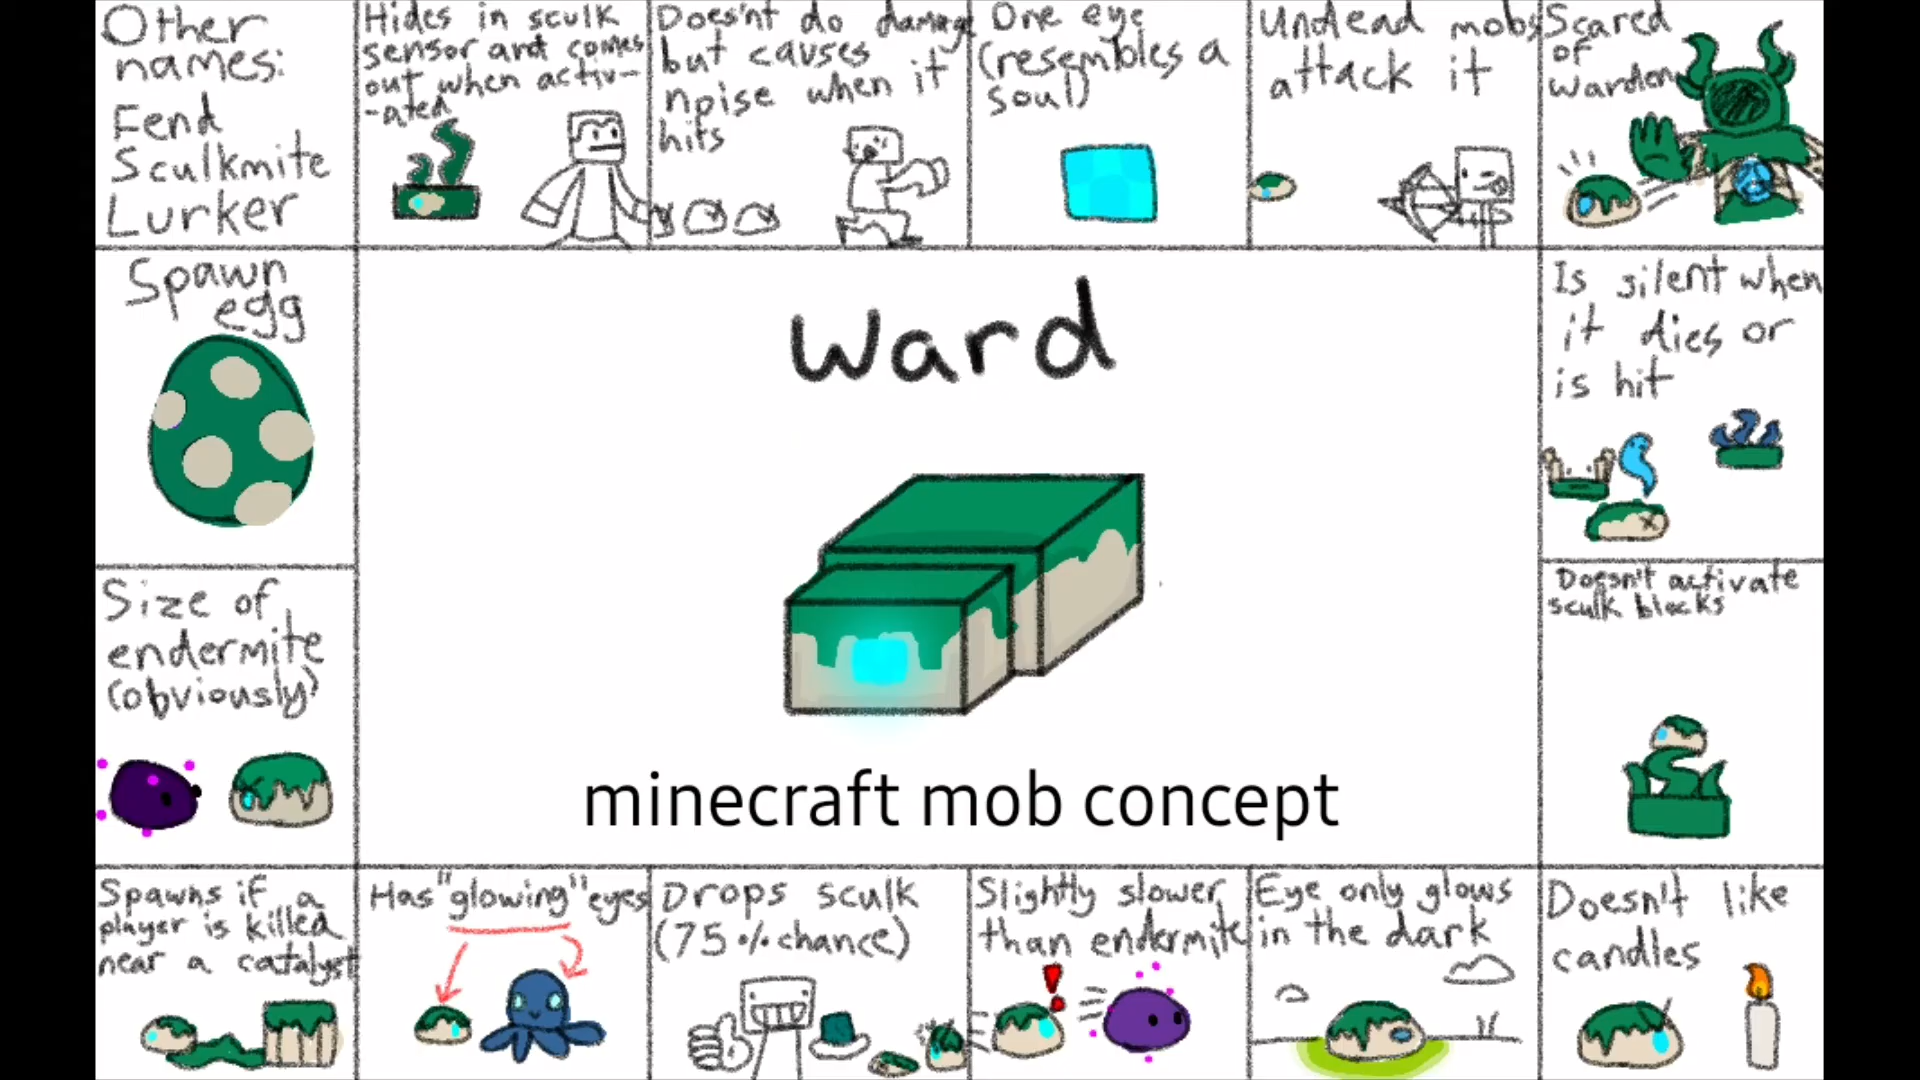 Other
names:
Fend
Sculkmite
Lurker
Hides in sculk
sensor and comes
out when activ-
-ated
Does'nt do damage
but causes
npise when it
hits
One eye
(resembles a
soul)
Undead mobs
attack it
Scared
of
Warden
Spawn
egg
Ward
minecraft mob concept
Is silent when
it dies or
is hit
Size of
endermite
(obviously)
Doesn't activate
sculk blocks
Spawns if a
player is killed
near a catalyst
Has "glowing" eyes
Drops sculk
(75% chance)
Slightly slower
than endermite
Eye only glows
in the dark
Doesn't like
candles